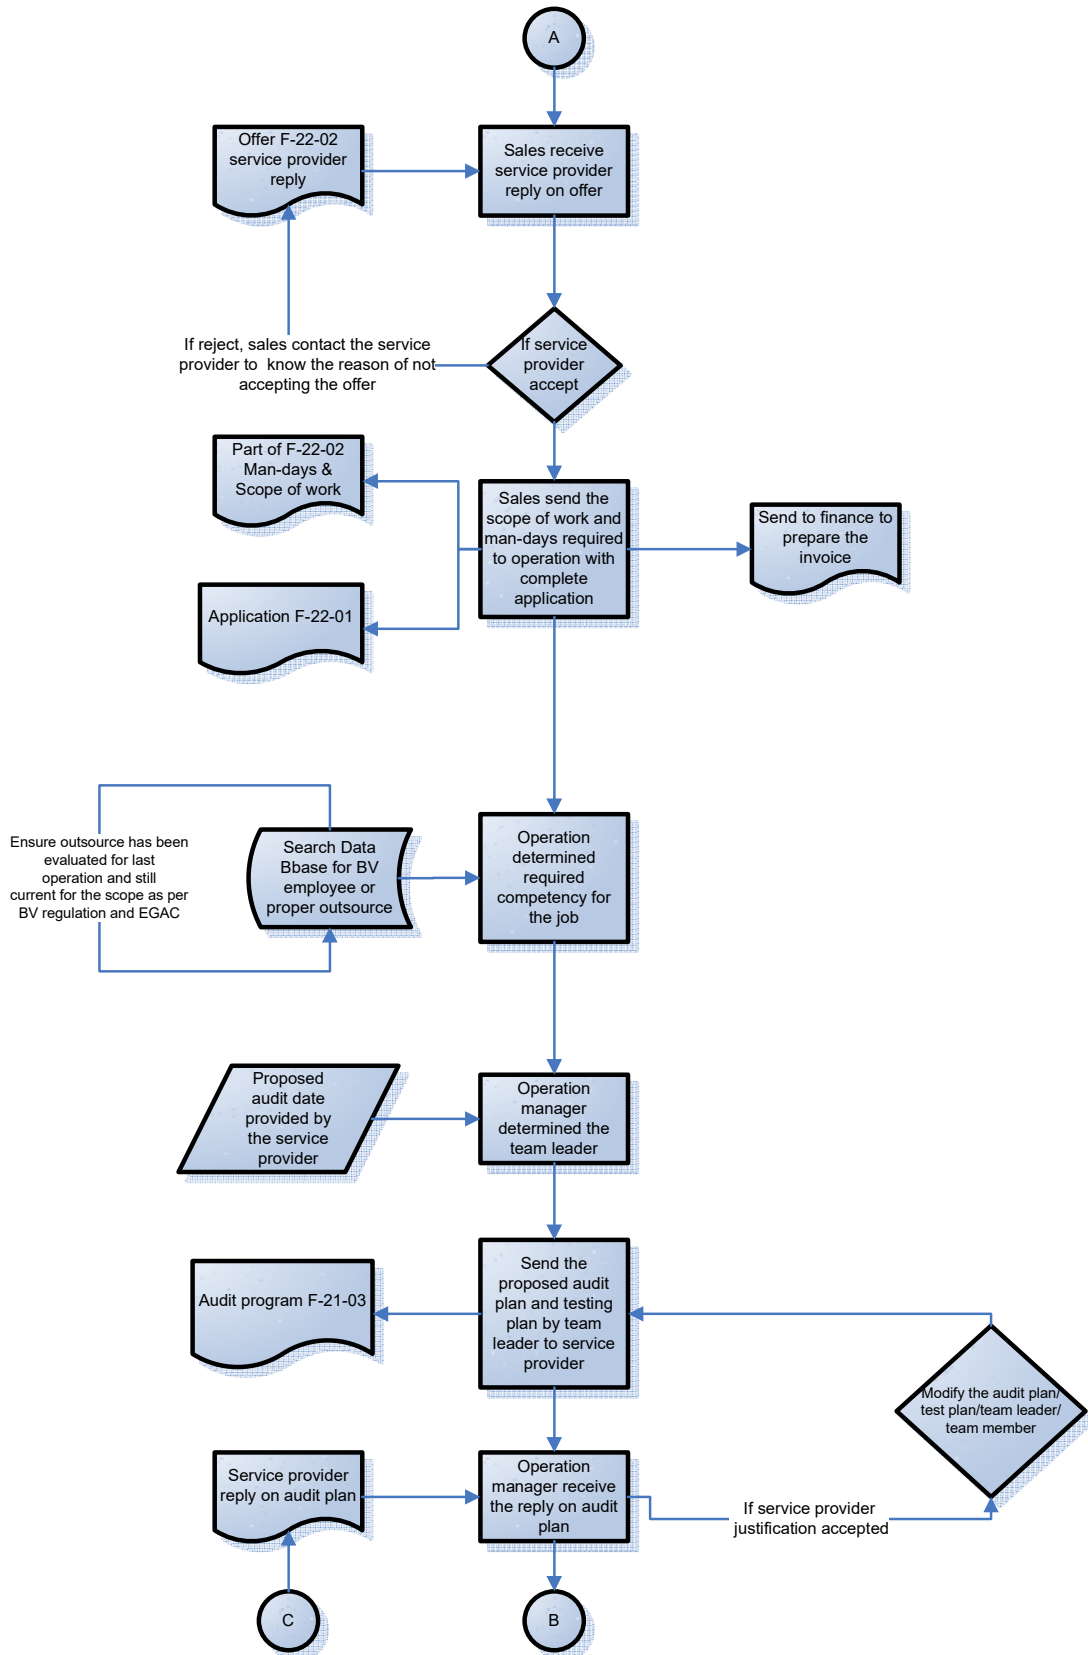 A
Offer F-22-02
service provider
reply
Sales receive
service provider
reply on offer
If reject, sales contact the service
provider to  know the reason of not
accepting the offer
If service
provider
accept
Part of F-22-02
Man-days &
Scope of work
Sales send the
scope of work and
man-days required
to operation with
complete
application
Send to finance to
prepare the
invoice
Application F-22-01
Ensure outsource has been
evaluated for last
operation and still
current for the scope as per
BV regulation and EGAC
Search Data
Bbase for BV
employee or
proper outsource
Operation
determined
required
competency for
the job
Proposed
audit date
provided by
the service
provider
Operation
manager
determined the
team leader
Audit program F-21-03
Send the
proposed audit
plan and testing
plan by team
leader to service
provider
Modify the audit plan/
test plan/team leader/
team member
Service provider
reply on audit plan
Operation
manager receive
the reply on audit
plan
If service provider
justification accepted
C
B